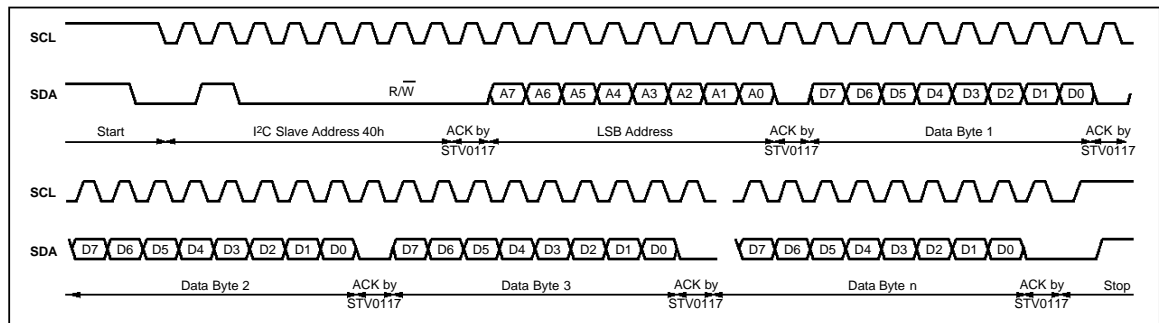 SCL
SDA R/W A7 A6 A5 A4 A3 A2 A1 A0 D7 D6 D5 D4 D3 D2 D1 D0
Start I²C Slave Address 40h ACK by STV0117 LSB Address ACK by STV0117 Data Byte 1 ACK by STV0117
SCL
SDA D7 D6 D5 D4 D3 D2 D1 D0 D7 D6 D5 D4 D3 D2 D1 D0 D7 D6 D5 D4 D3 D2 D1 D0
Data Byte 2 ACK by STV0117 Data Byte 3 ACK by STV0117 Data Byte n ACK by STV0117 Stop